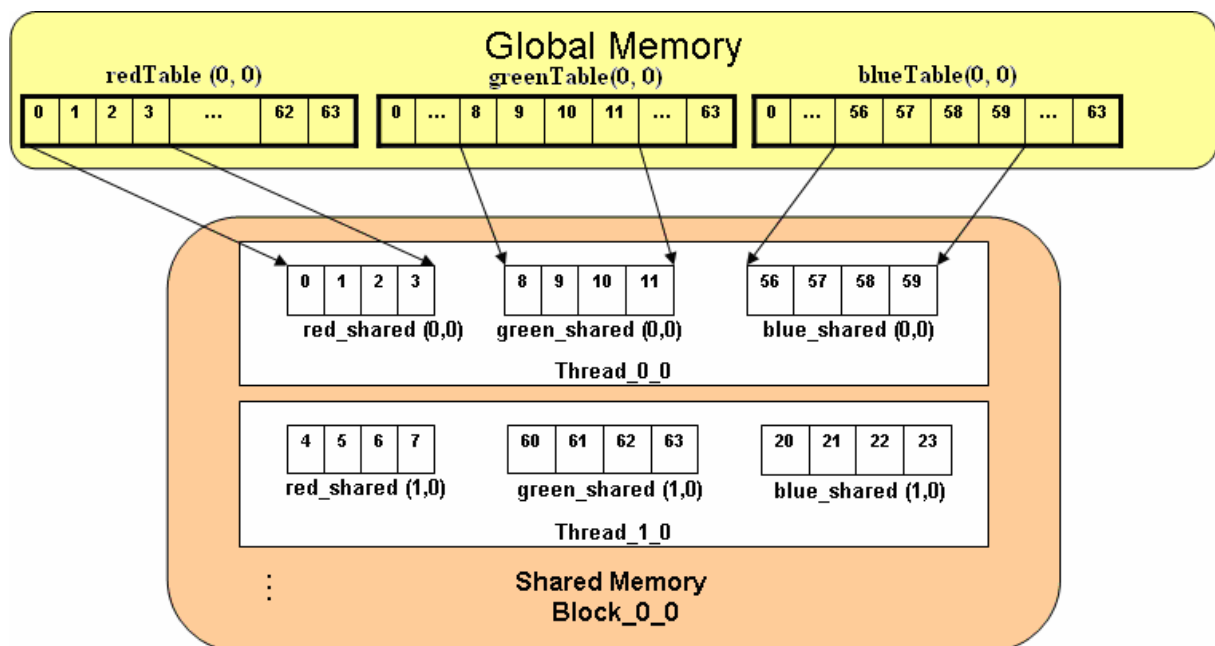 Global Memory
redTable (0, 0) greenTable(0, 0) blueTable(0, 0)
0 1 2 3 ... 62 63 0 ... 8 9 10 11 ... 63 0 ... 56 57 58 59 ... 63
0 1 2 3 8 9 10 11 56 57 58 59
red_shared (0,0) green_shared (0,0) blue_shared (0,0)
Thread_0_0
4 5 6 7 60 61 62 63 20 21 22 23
red_shared (1,0) green_shared (1,0) blue_shared (1,0)
Thread_1_0
⋮ Shared Memory
Block_0_0